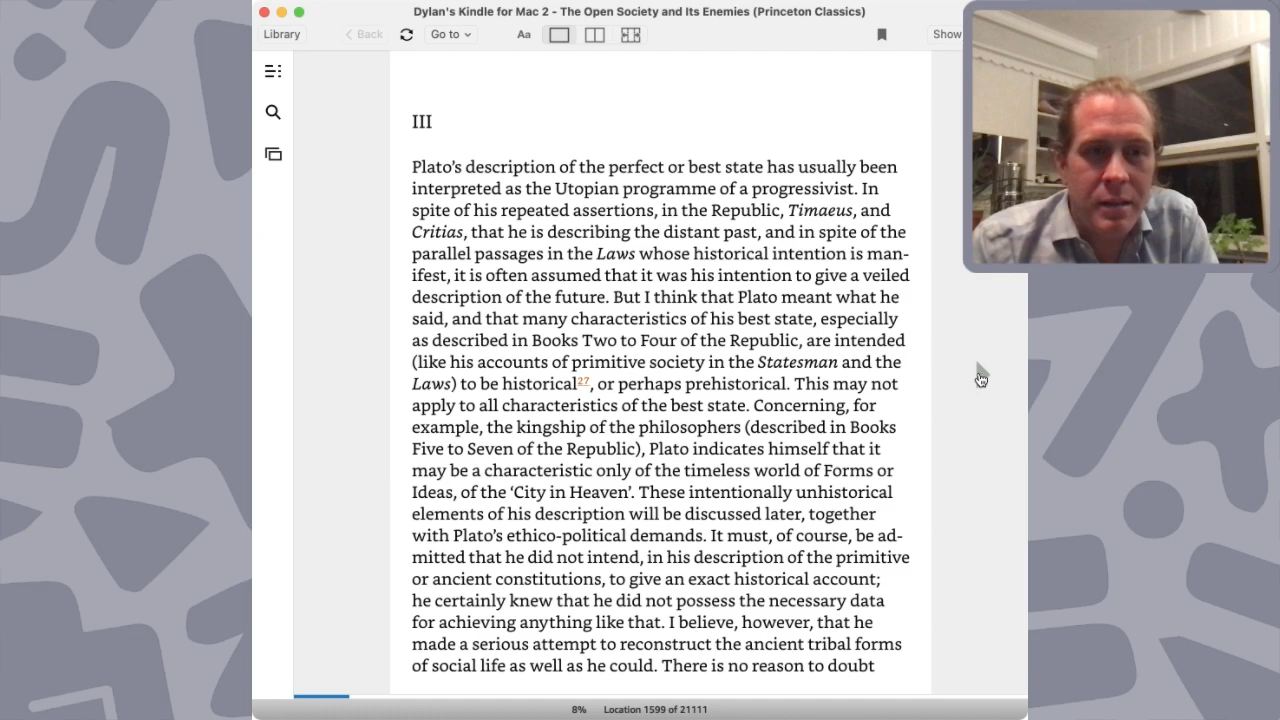 Dylan's Kindle for Mac 2 - The Open Society and Its Enemies (Princeton Classics)
Library
Back
Go to
Aa
Show
III
Plato's description of the perfect or best state has usually been
interpreted as the Utopian programme of a progressivist. In
spite of his repeated assertions, in the Republic, Timaeus, and
Critias, that he is describing the distant past, and in spite of the
parallel passages in the Laws whose historical intention is man-
ifest, it is often assumed that it was his intention to give a veiled
description of the future. But I think that Plato meant what he
said, and that many characteristics of his best state, especially
as described in Books Two to Four of the Republic, are intended
(like his accounts of primitive society in the Statesman and the
Laws) to be historical27, or perhaps prehistorical. This may not
apply to all characteristics of the best state. Concerning, for
example, the kingship of the philosophers (described in Books
Five to Seven of the Republic), Plato indicates himself that it
may be a characteristic only of the timeless world of Forms or
Ideas, of the ‘City in Heaven’. These intentionally unhistorical
elements of his description will be discussed later, together
with Plato's ethico-political demands. It must, of course, be ad-
mitted that he did not intend, in his description of the primitive
or ancient constitutions, to give an exact historical account;
he certainly knew that he did not possess the necessary data
for achieving anything like that. I believe, however, that he
made a serious attempt to reconstruct the ancient tribal forms
of social life as well as he could. There is no reason to doubt
8% Location 1599 of 21111